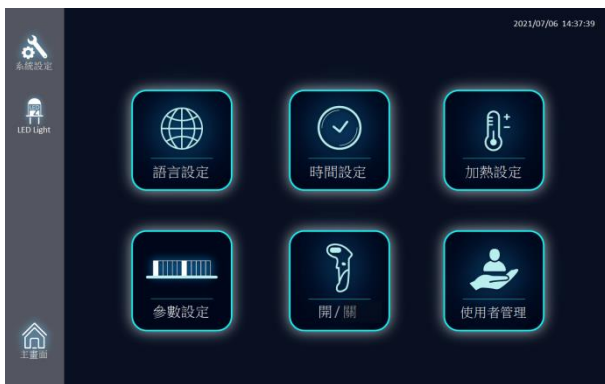 2021/07/06 14:37:39
系統設定
LED Light
語言設定
時間設定
加熱設定
參數設定
開/關
使用者管理
主畫面